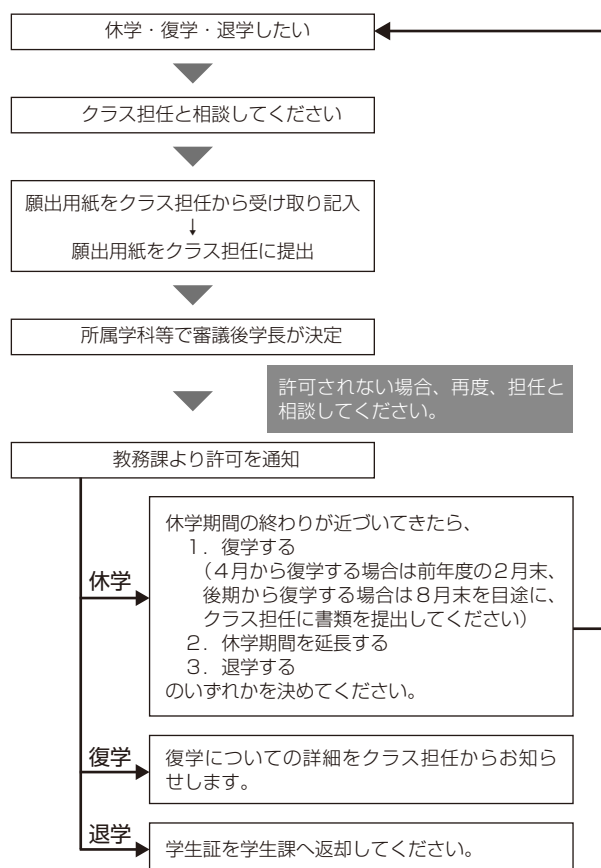 休学・復学・退学したい
クラス担任と相談してください
願出用紙をクラス担任から受け取り記入
↓
願出用紙をクラス担任に提出
所属学科等で審議後学長が決定
許可されない場合、再度、担任と
相談してください。
教務課より許可を通知
休学
休学期間の終わりが近づいてきたら、
1．復学する
（4月から復学する場合は前年度の2月末、
後期から復学する場合は8月末を目途に、
クラス担任に書類を提出してください）
2．休学期間を延長する
3．退学する
のいずれかを決めてください。
復学
復学についての詳細をクラス担任からお知ら
せします。
退学
学生証を学生課へ返却してください。